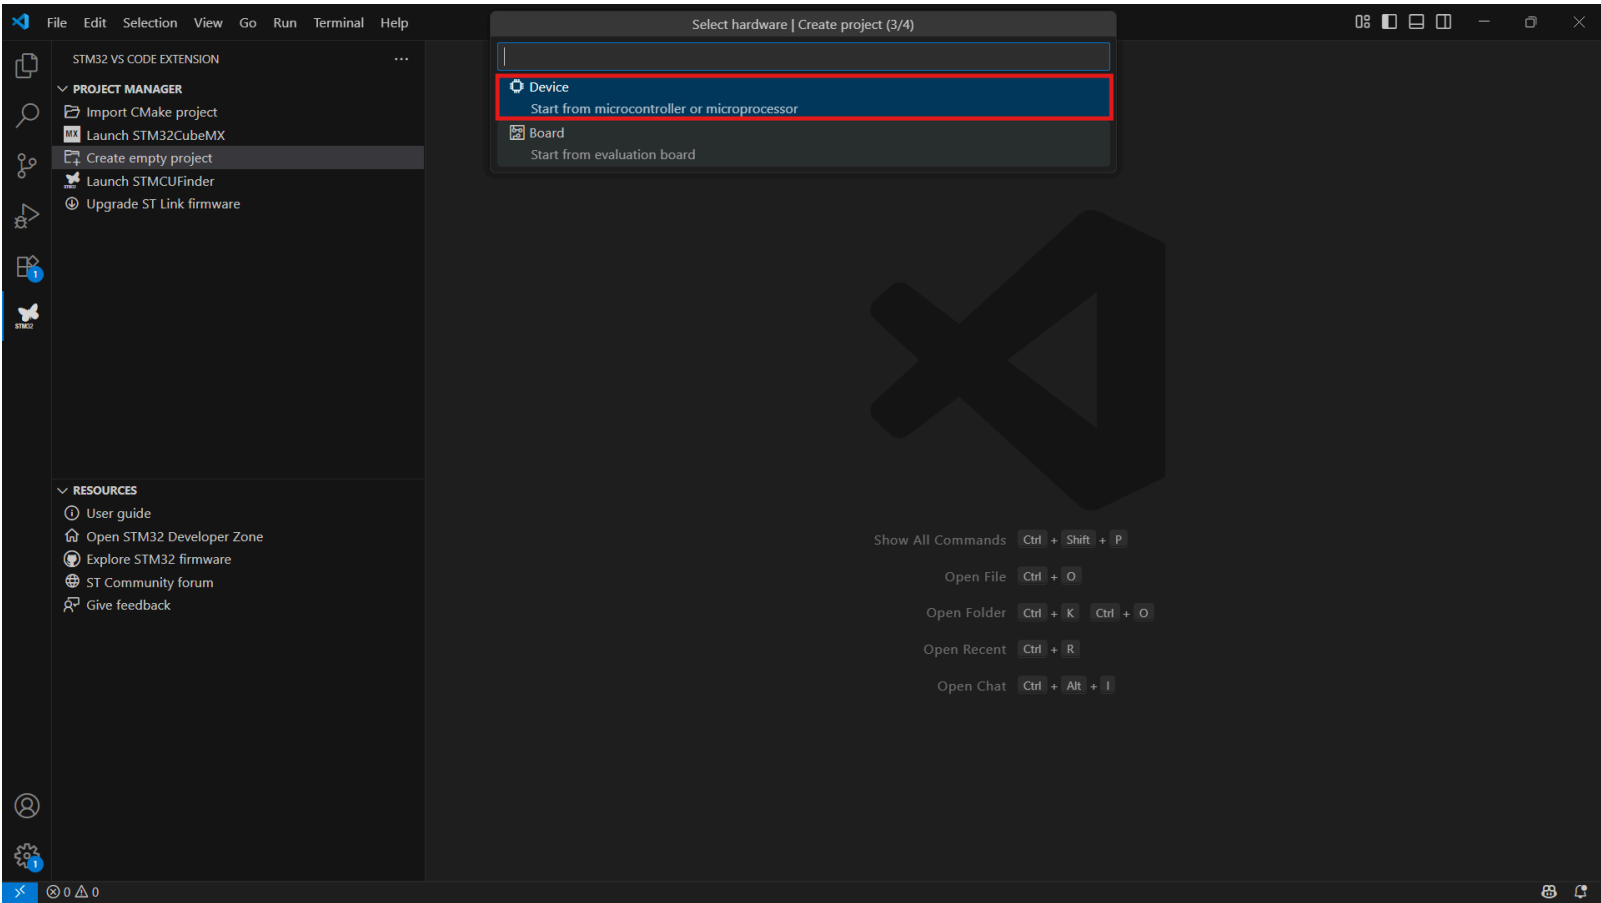 File Edit Selection View Go Run Terminal Help
Select hardware | Create project (3/4)
STM32 VS CODE EXTENSION
PROJECT MANAGER
Import CMake project
MX Launch STM32CubeMX
Create empty project
Launch STMCUFinder
Upgrade ST Link firmware
Device
Start from microcontroller or microprocessor
Board
Start from evaluation board
1
STM32
RESOURCES
User guide
Open STM32 Developer Zone
Explore STM32 firmware
ST Community forum
Give feedback
Show All Commands Ctrl + Shift + P
Open File Ctrl + O
Open Folder Ctrl + K Ctrl + O
Open Recent Ctrl + R
Open Chat Ctrl + Alt + I
1
0 0